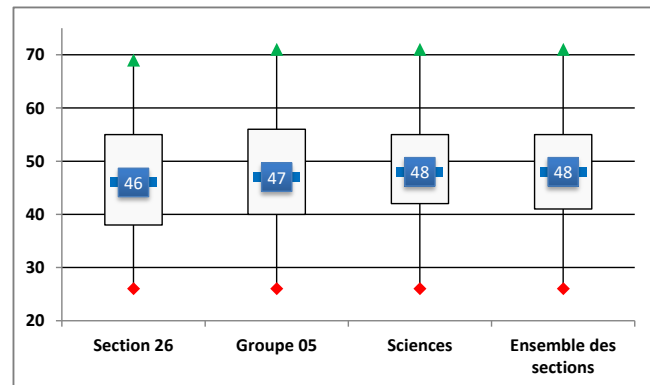 70
60
50
40
30
20
46
47
48
48
Section 26
Groupe 05
Sciences
Ensemble des
sections